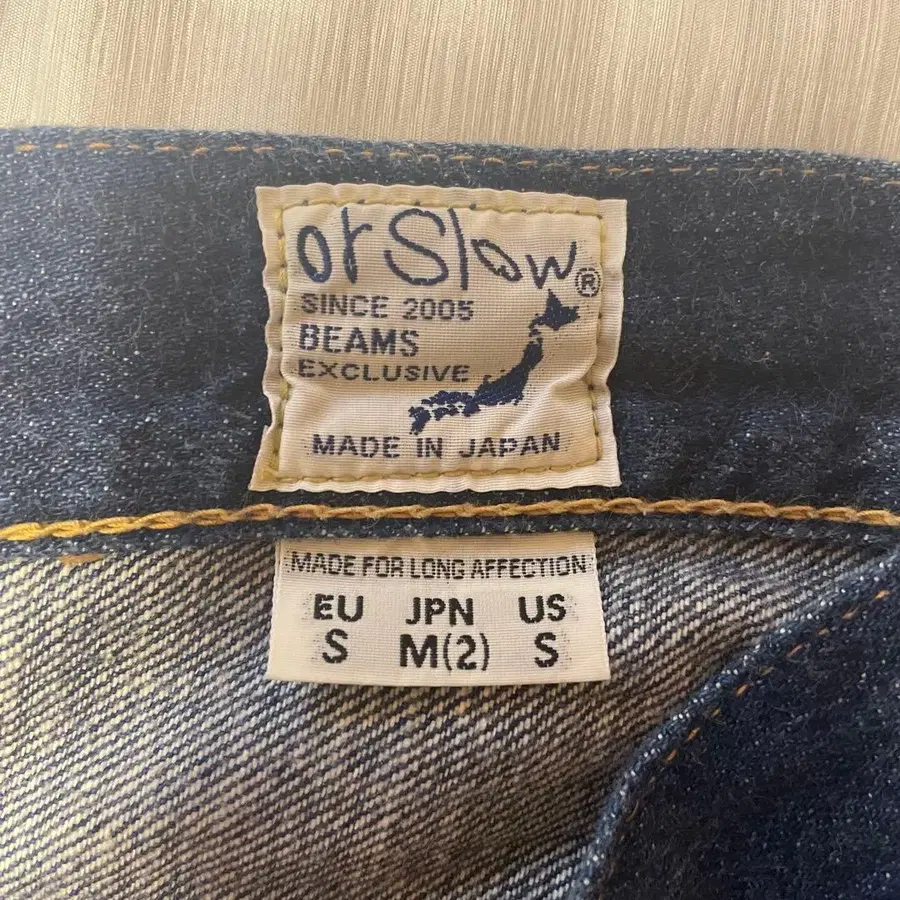 orSlow®
SINCE 2005
BEAMS
EXCLUSIVE
MADE IN JAPAN
MADE FOR LONG AFFECTION
EU JPN US
S M(2) S